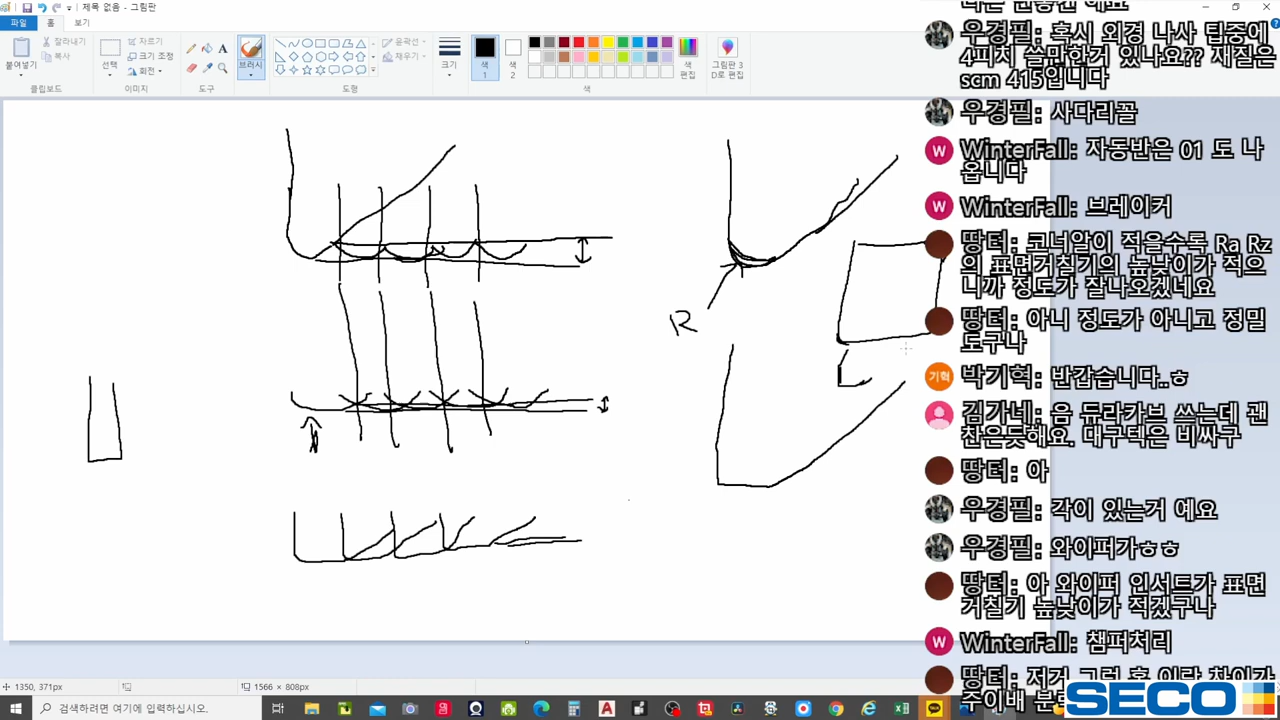 제목 없음 - 그림판
파일
홈
보기
붙여넣기
잘라내기
복사
클립보드
선택
자르기
크기 조정
회전
이미지
A
도구
브러시
윤곽선
채우기
도형
크기
색
1
색
2
색
편집
색
그림판 3
D로 편집
R
우경필: 혹시 외경 나사 팁중에
4피치 쓸만한거 있나요?? 재질은
scm 415입니다
우경필: 사다리꼴
WinterFall: 자동반은 01 도 나
옵니다
WinterFall: 브레이커
땅터: 코너알이 적을수록 Ra Rz
의 표면거칠기의 높낮이가 적으
니까 정도가 잘나오겠네요
땅터: 아니 정도가 아니고 정밀
도구나
박기혁: 반갑습니다..ㅎ
김가네: 음 듀라카브 쓰는데 괜
찬은듯해요. 대구텍은 비싸구
땅터: 아
우경필: 각이 있는거 예요
우경필: 와이퍼가ㅎㅎ
땅터: 아 와이퍼 인서트가 표면
거칠기 높낮이가 적겠구나
WinterFall: 챔퍼처리
SECO
1350, 371px
1566 × 808px
검색하려면 여기에 입력하십시오.